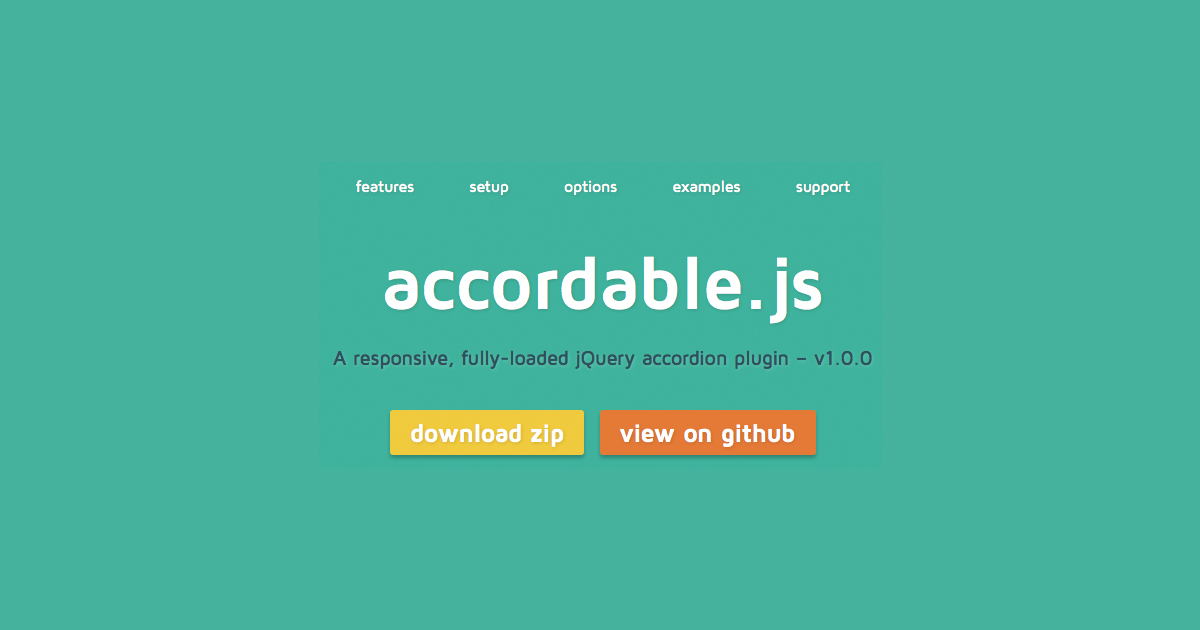 features setup options examples support
accordable.js
A responsive, fully-loaded jQuery accordion plugin – v1.0.0
download zip view on github